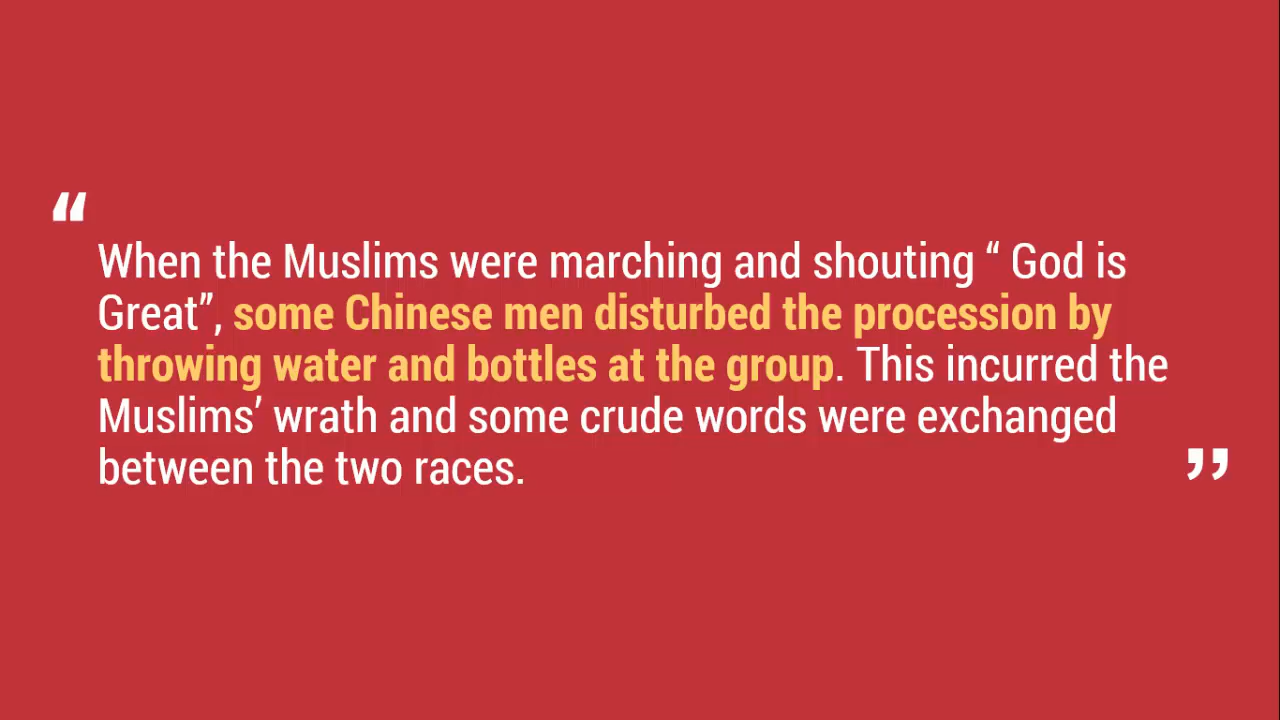 “
When the Muslims were marching and shouting “ God is
Great”, some Chinese men disturbed the procession by
throwing water and bottles at the group. This incurred the
Muslims’ wrath and some crude words were exchanged
between the two races.
”